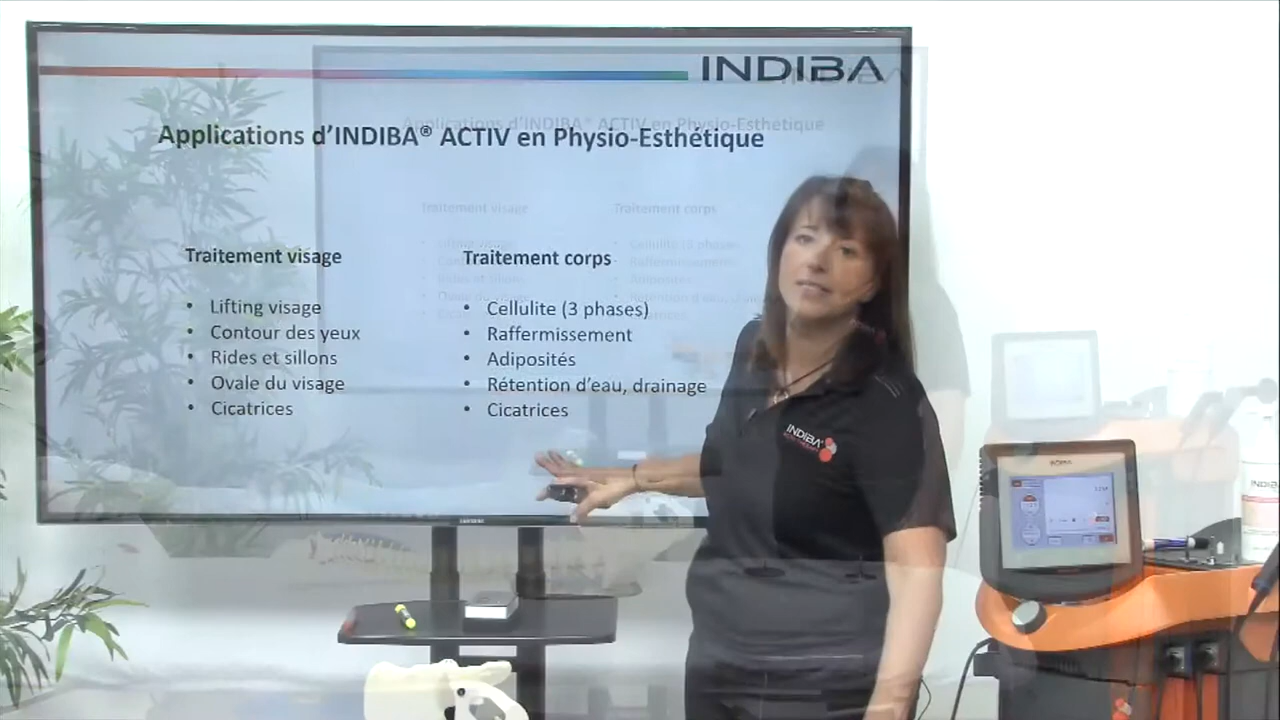 INDIBA
Applications d'INDIBA® ACTIV en Physio-Esthétique
Traitement visage
• Lifting visage
• Contour des yeux
• Rides et sillons
• Ovale du visage
• Cicatrices
Traitement corps
• Cellulite (3 phases)
• Raffermissement
• Adiposités
• Rétention d'eau, drainage
• Cicatrices
INDIBA
SAMSUNG